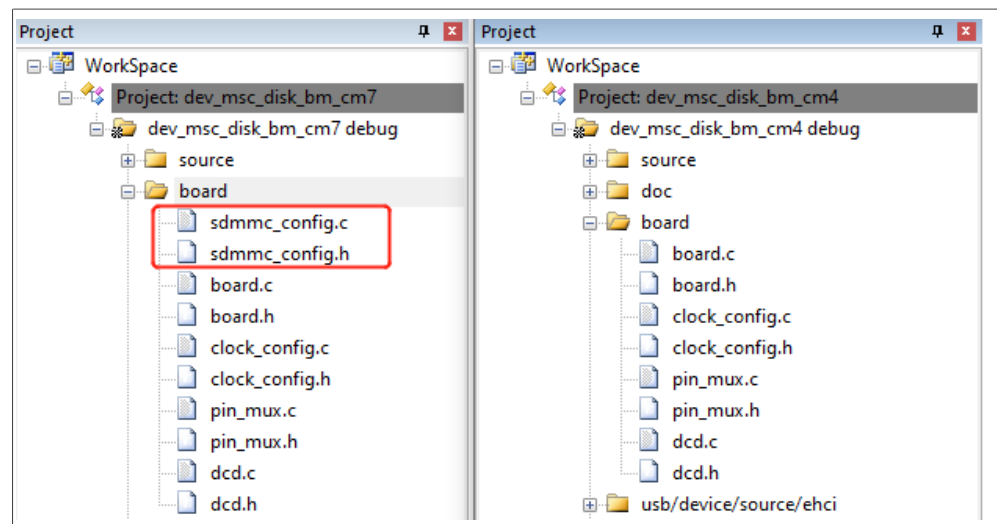 Project
WorkSpace
Project: dev_msc_disk_bm_cm7
dev_msc_disk_bm_cm7 debug
source
board
sdmmc_config.c
sdmmc_config.h
board.c
board.h
clock_config.c
clock_config.h
pin_mux.c
pin_mux.h
dcd.c
dcd.h
Project
WorkSpace
Project: dev_msc_disk_bm_cm4
dev_msc_disk_bm_cm4 debug
source
doc
board
board.c
board.h
clock_config.c
clock_config.h
pin_mux.c
pin_mux.h
dcd.c
dcd.h
usb/device/source/ehci